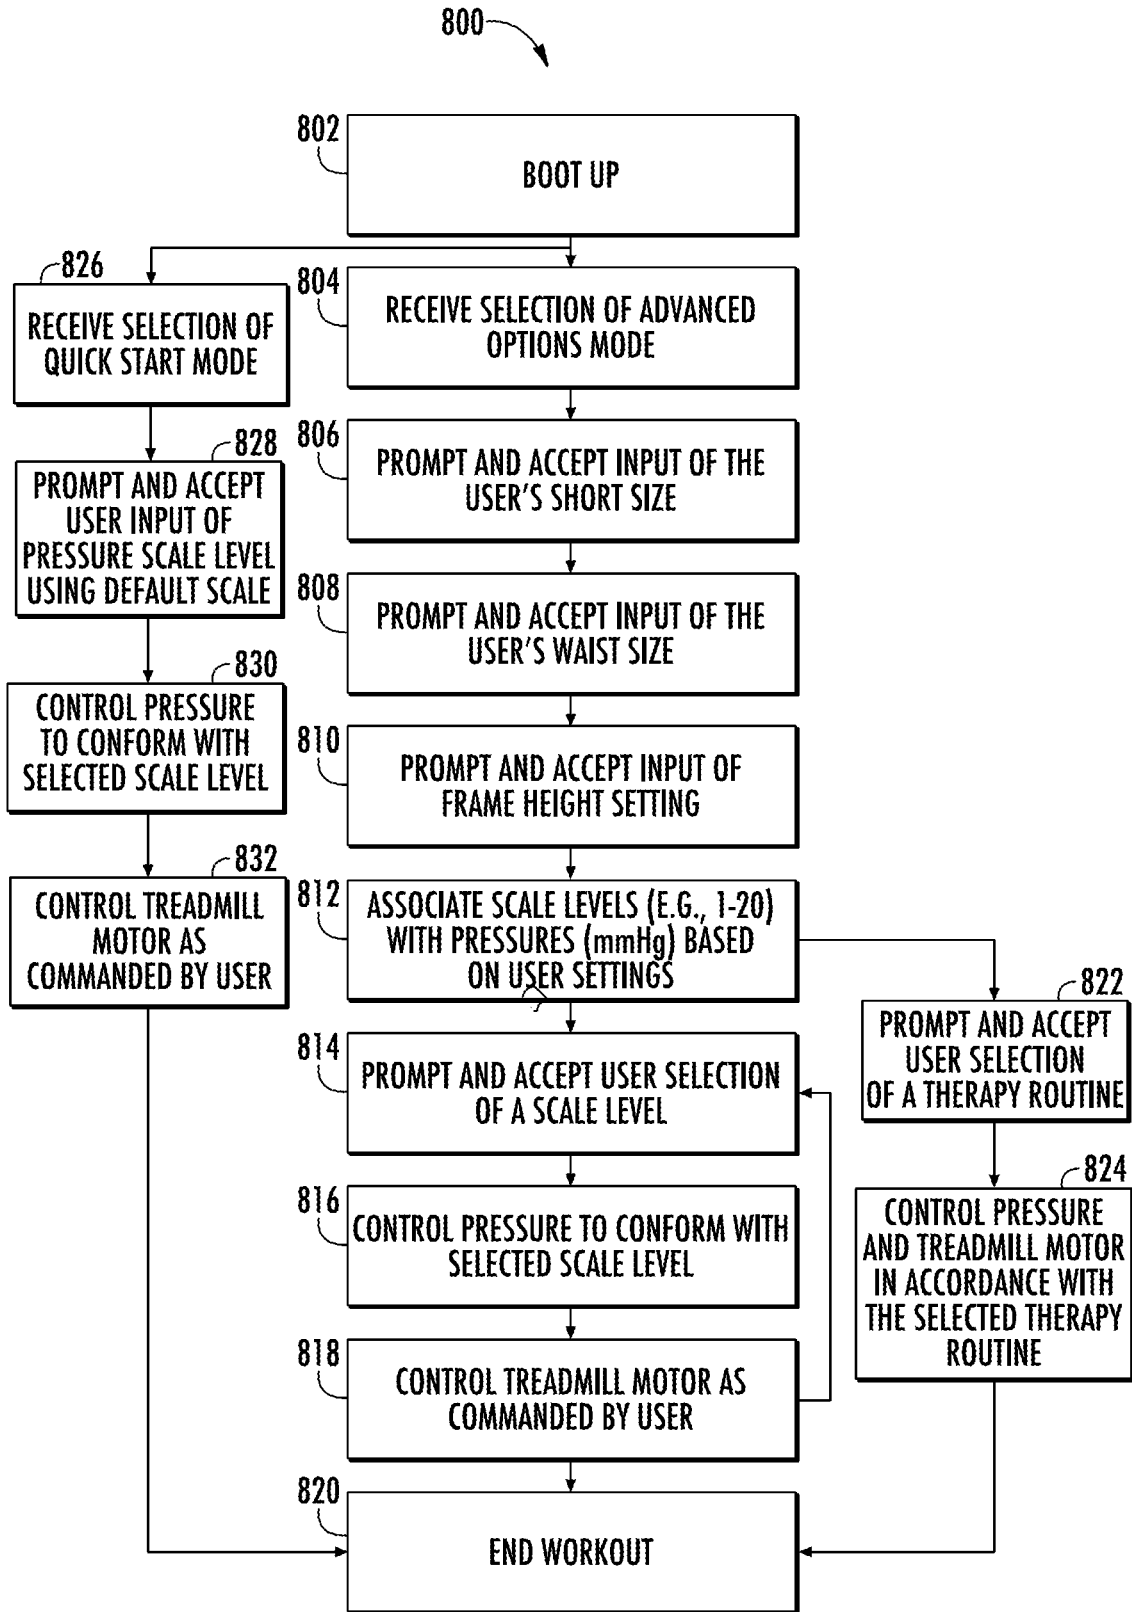 800
802
BOOT UP
826
RECEIVE SELECTION OF
QUICK START MODE
804
RECEIVE SELECTION OF ADVANCED
OPTIONS MODE
828
PROMPT AND ACCEPT
USER INPUT OF
PRESSURE SCALE LEVEL
USING DEFAULT SCALE
806
PROMPT AND ACCEPT INPUT OF THE
USER'S SHORT SIZE
808
PROMPT AND ACCEPT INPUT OF THE
USER'S WAIST SIZE
830
CONTROL PRESSURE
TO CONFORM WITH
SELECTED SCALE LEVEL
810
PROMPT AND ACCEPT INPUT OF
FRAME HEIGHT SETTING
832
CONTROL TREADMILL
MOTOR AS
COMMANDED BY USER
812
ASSOCIATE SCALE LEVELS (E.G., 1-20)
WITH PRESSURES (mmHg) BASED
ON USER SETTINGS
814
PROMPT AND ACCEPT USER SELECTION
OF A SCALE LEVEL
822
PROMPT AND ACCEPT
USER SELECTION
OF A THERAPY ROUTINE
816
CONTROL PRESSURE TO CONFORM WITH
SELECTED SCALE LEVEL
824
CONTROL PRESSURE
AND TREADMILL MOTOR
IN ACCORDANCE WITH
THE SELECTED THERAPY
ROUTINE
818
CONTROL TREADMILL MOTOR AS
COMMANDED BY USER
820
END WORKOUT